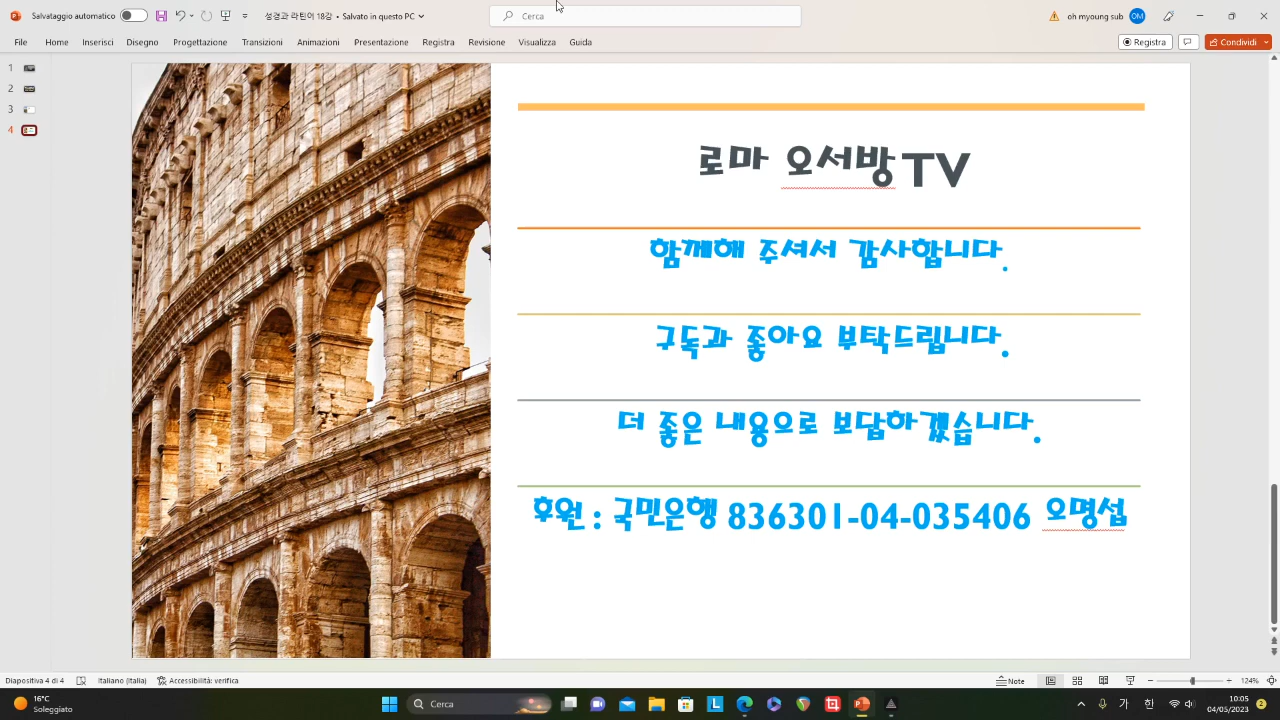 Salvataggio automatico
성경과 라틴어 18강 • Salvato in questo PC
Cerca
oh myoung sub
OM
File
Home
Inserisci
Disegno
Progettazione
Transizioni
Animazioni
Presentazione
Registra
Revisione
Visualizza
Guida
Registra
Condividi
1
2
3
4
로마 오서방TV
함께해 주셔서 감사합니다.
구독과 좋아요 부탁드립니다.
더 좋은 내용으로 보답하겠습니다.
후원 : 국민은행 836301-04-035406 오명섭
Diapositiva 4 di 4
Italiano (Italia)
Accessibilità: verifica
Note
124%
16°C
Soleggiato
Cerca
10:05
04/05/2023
2